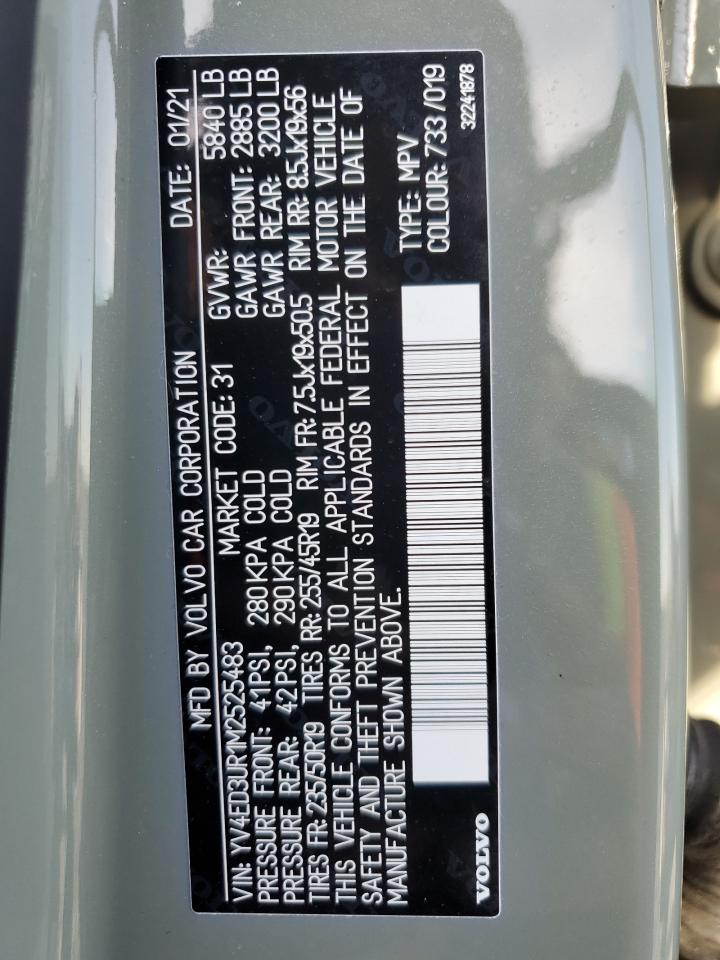 MFD BY VOLVO CAR CORPORATION DATE: 01/21
VIN: YV4ED3UR1M2525483 MARKET CODE: 31 GVWR: 5840 LB
PRESSURE FRONT: 41PSI, 280KPA COLD GAWR FRONT: 2885 LB
PRESSURE REAR: 42PSI, 290KPA COLD GAWR REAR: 3200 LB
TIRES FR: 235/50R19 TIRES RR: 255/45R19 RIM FR: 7.5Jx19x50.5 RIM RR: 8.5Jx19x56
THIS VEHICLE CONFORMS TO ALL APPLICABLE FEDERAL MOTOR VEHICLE
SAFETY AND THEFT PREVENTION STANDARDS IN EFFECT ON THE DATE OF
MANUFACTURE SHOWN ABOVE.
TYPE: MPV
COLOUR: 733 /019
VOLVO
32241878